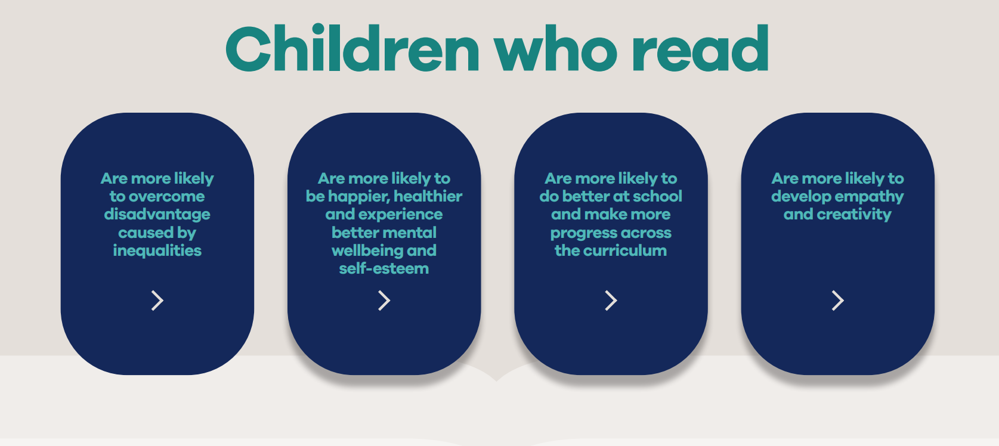 Children who read
Are more likely
to overcome
disadvantage
caused by
inequalities
Are more likely to
be happier, healthier
and experience
better mental
wellbeing and
self-esteem
Are more likely to
do better at school
and make more
progress across
the curriculum
Are more likely to
develop empathy
and creativity